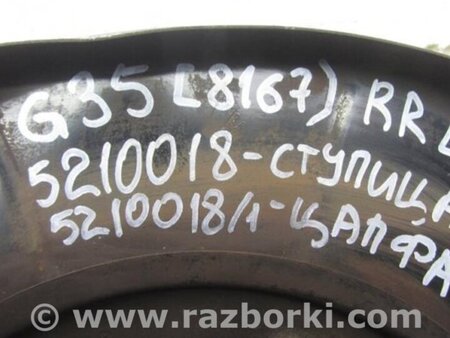 G35 (8167) RR L
5210018-СТУПИЦА
5210018/1-ЦАПФА
www.razborki.com